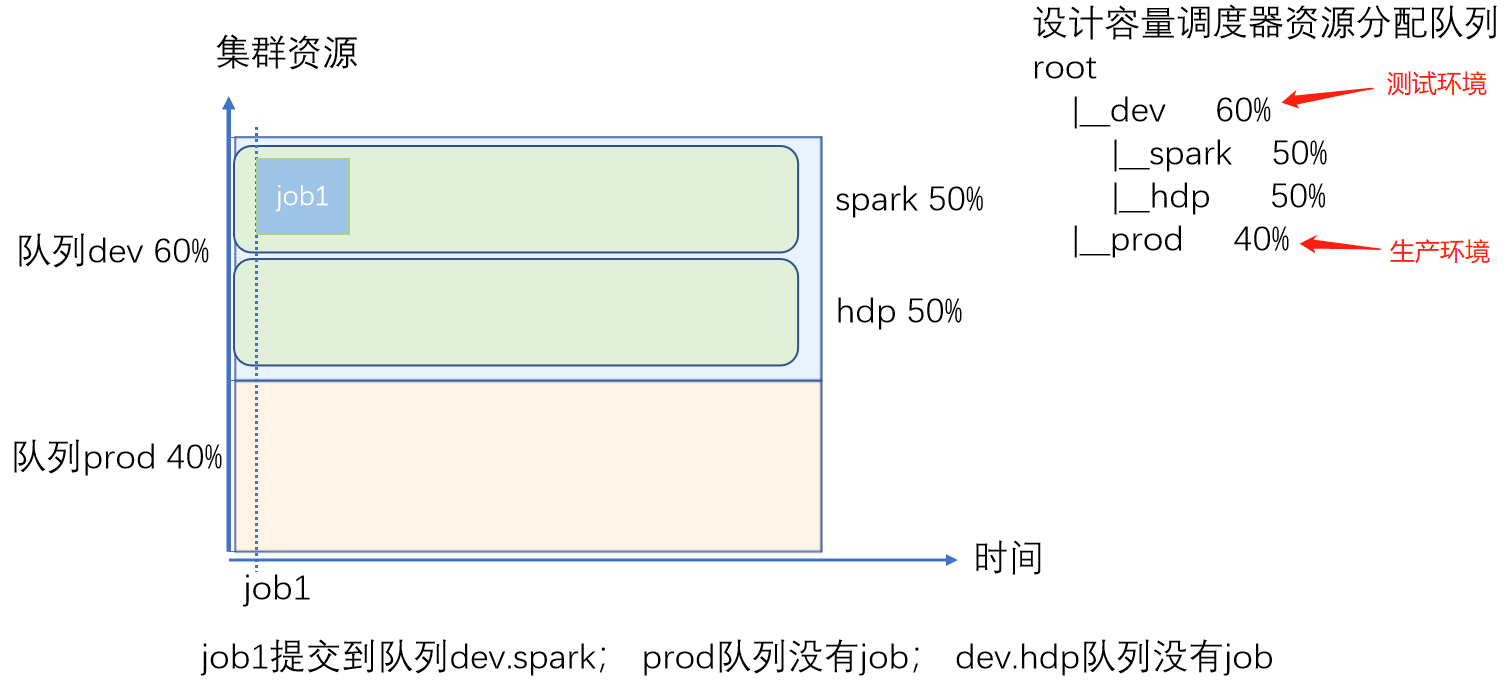 设计容量调度器资源分配队列
集群资源
root
测试环境
|__dev 60%
|__spark 50%
job1
spark 50%
|__hdp 50%
队列dev 60%
|__prod 40%
生产环境
hdp 50%
队列prod 40%
时间
job1
job1提交到队列dev.spark； prod队列没有job； dev.hdp队列没有job